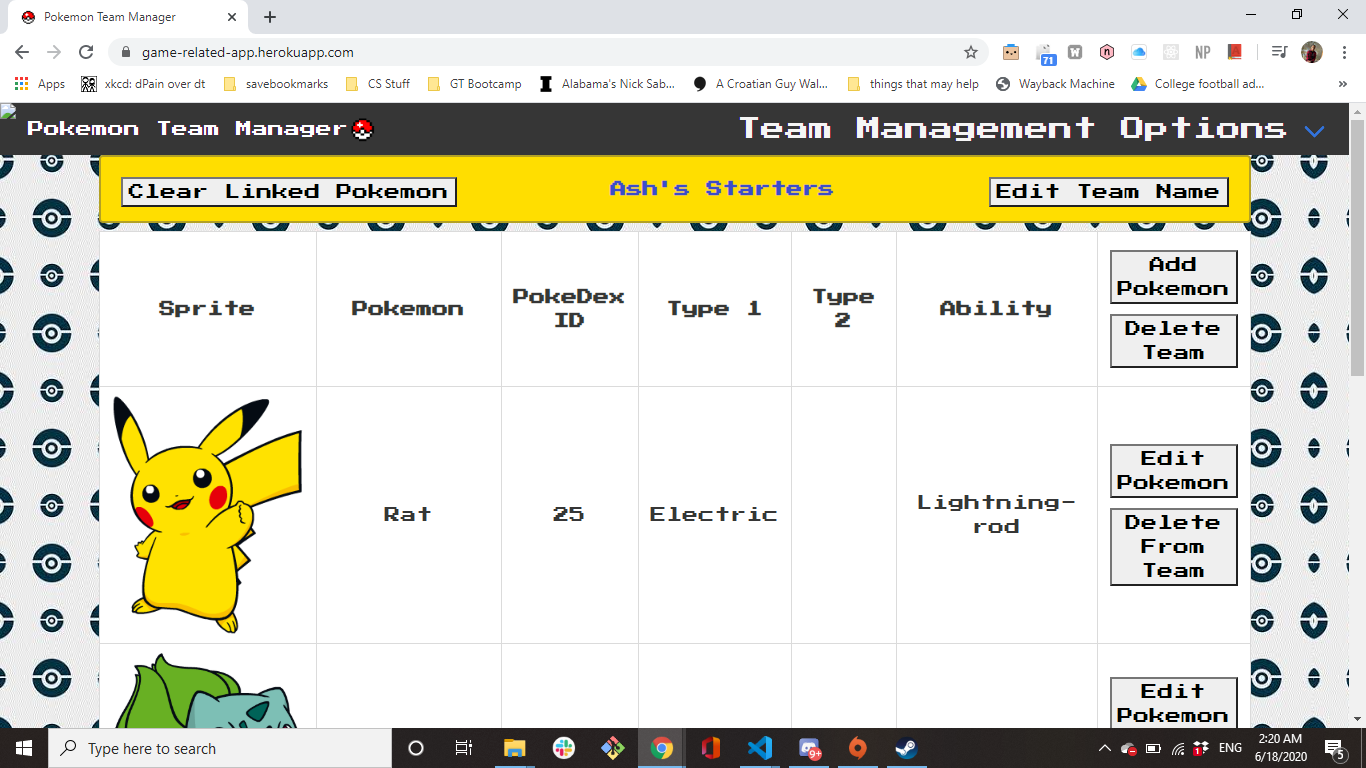 Pokemon Team Manager
game-related-app.herokuapp.com
71
W
n
NP
Apps
xkcd: dPain over dt
savebookmarks
CS Stuff
GT Bootcamp
Alabama's Nick Sab...
A Croatian Guy Wal...
things that may help
Wayback Machine
College football ad...
»
Pokemon Team Manager
Team Management Options
Clear Linked Pokemon
Ash's Starters
Edit Team Name
Sprite
Pokemon
PokeDex
ID
Type 1
Type
2
Ability
Add
Pokemon
Delete
Team
Rat
25
Electric
Lightning-
rod
Edit
Pokemon
Delete
From
Team
Edit
Pokemon
Type here to search
9+
ENG
2:20 AM
6/18/2020
5